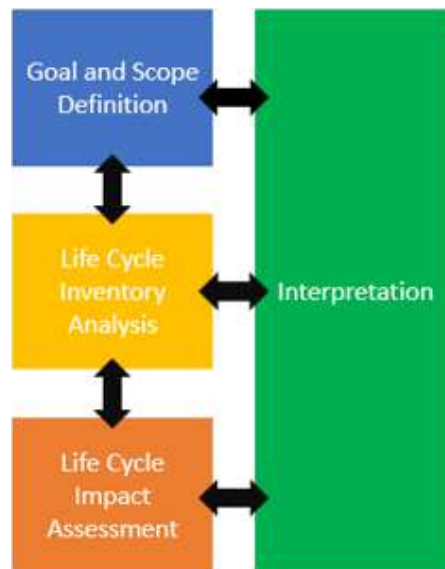 Goal and Scope
Definition
Life Cycle
Inventory
Analysis
Interpretation
Life Cycle
Impact
Assessment